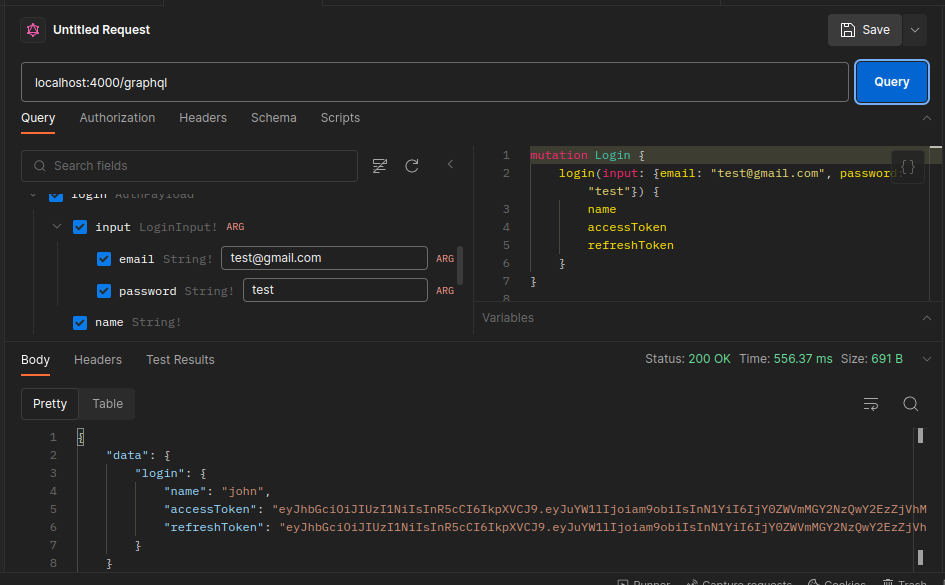 Untitled Request
Save
localhost:4000/graphql
Query
Query Authorization Headers Schema Scripts
Search fields
login AuthPayload
input LoginInput! ARG
email String! test@gmail.com ARG
password String! test ARG
name String!
1 mutation Login {
2 login(input: {email: "test@gmail.com", password:
"test"}) {
3 name
4 accessToken
5 refreshToken
6 }
7 }
8
{}
Variables
Body Headers Test Results
Status: 200 OK Time: 556.37 ms Size: 691 B
Pretty Table
1 {
2 "data": {
3 "login": {
4 "name": "john",
5 "accessToken": "eyJhbGciOiJIUzI1NiIsInR5cCI6IkpXVCJ9.eyJuYW1lIjoiam9obiIsInN1YiI6IjY0ZWVmMGY2NzQwY2EzZjVhM
6 "refreshToken": "eyJhbGciOiJIUzI1NiIsInR5cCI6IkpXVCJ9.eyJuYW1lIjoiam9obiIsInN1YiI6IjY0ZWVmMGY2NzQwY2EzZjVh
7 }
8 }
Runner Capture requests Cookies Trash